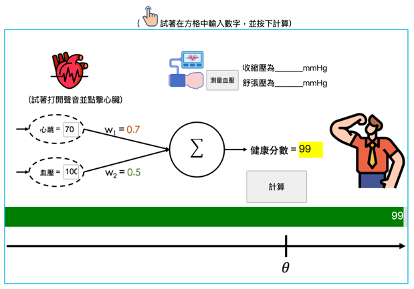 (試著在方格中輸入數字，並按下計算)
收縮壓為______mmHg
測量血壓
舒張壓為______mmHg
(試著打開聲音並點擊心臟)
心跳 = 70
w₁ = 0.7
∑
健康分數 = 99
血壓 = 100
w₂ = 0.5
計算
99
θ